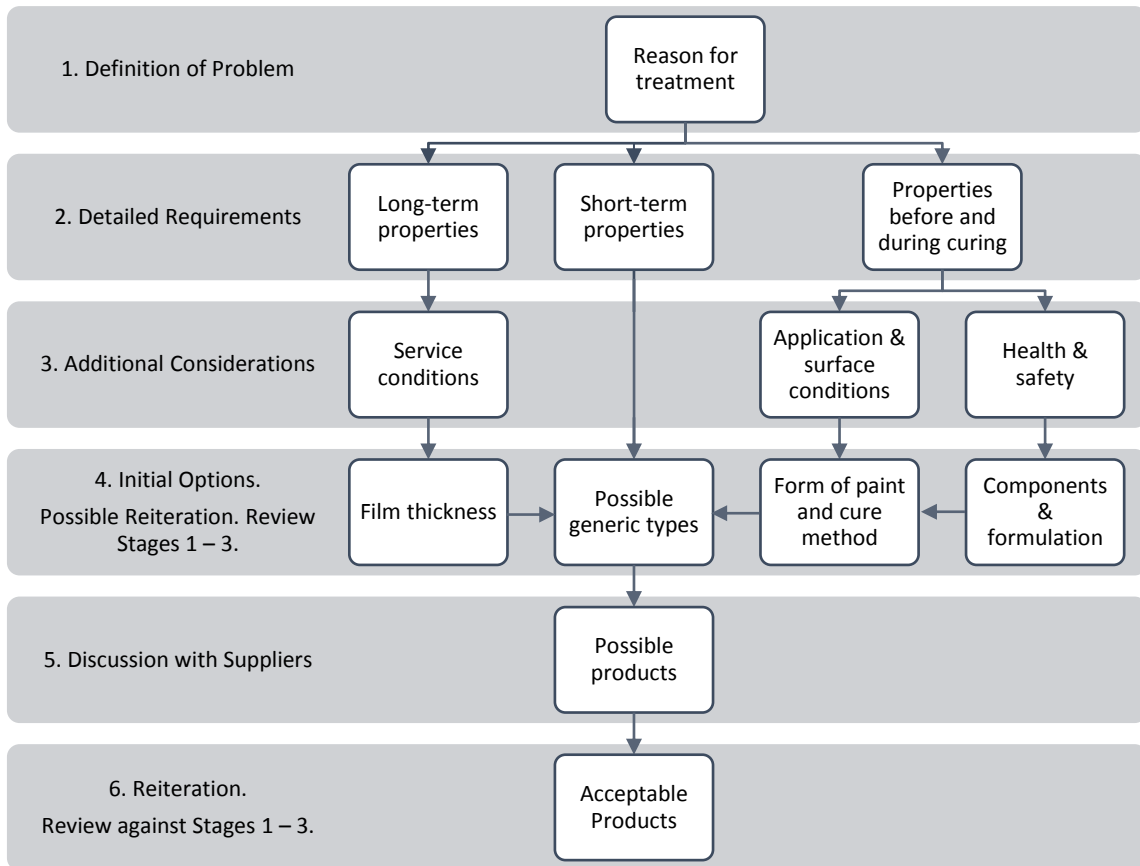 1. Definition of Problem
Reason for
treatment
2. Detailed Requirements
Long-term
properties
Short-term
properties
Properties
before and
during curing
3. Additional Considerations
Service
conditions
Application &
surface
conditions
Health &
safety
4. Initial Options.
Possible Reiteration. Review
Stages 1 – 3.
Film thickness
Possible
generic types
Form of paint
and cure
method
Components
&
formulation
5. Discussion with Suppliers
Possible
products
6. Reiteration.
Review against Stages 1 – 3.
Acceptable
Products